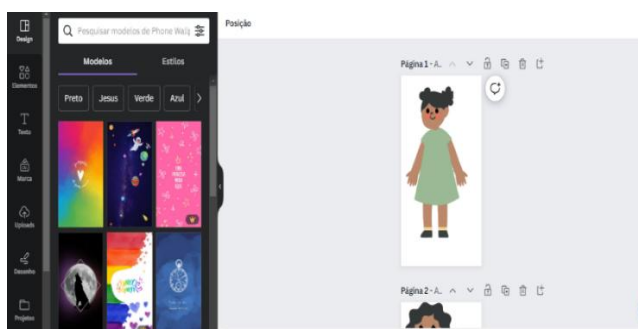 Design
Elementos
Texto
Marca
Uploads
Desenho
Projetos
Pesquisar modelos de Phone Wallp
Modelos
Estilos
Preto
Jesus
Verde
Azul
Posição
Página 1 - A...
Página 2 - A...